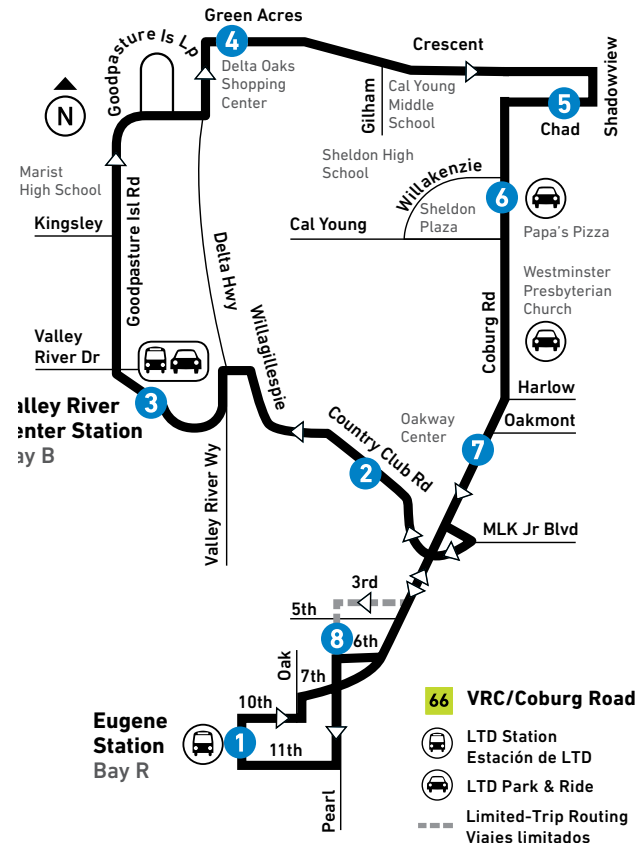 Green Acres
4
Goodpasture Is Lp
Delta Oaks
Shopping
Center
Crescent
Shadowview
5
Chad
Gilham
Cal Young
Middle
School
N
Marist
High School
Sheldon High
School
Willakenzie
6
Sheldon
Plaza
Papa's Pizza
Kingsley
Goodpasture Isl Rd
Cal Young
Delta Hwy
Willagillespie
Westminster
Presbyterian
Church
Coburg Rd
Valley
River Dr
3
alley River
enter Station
ay B
Harlow
Oakmont
Oakway
Center
7
Country Club Rd
2
Valley River Wy
MLK Jr Blvd
3rd
5th
8
6th
Oak
7th
10th
Eugene
Station
Bay R
1
11th
Pearl
66 VRC/Coburg Road
LTD Station
Estación de LTD
LTD Park & Ride
Limited-Trip Routing
Viajes limitados